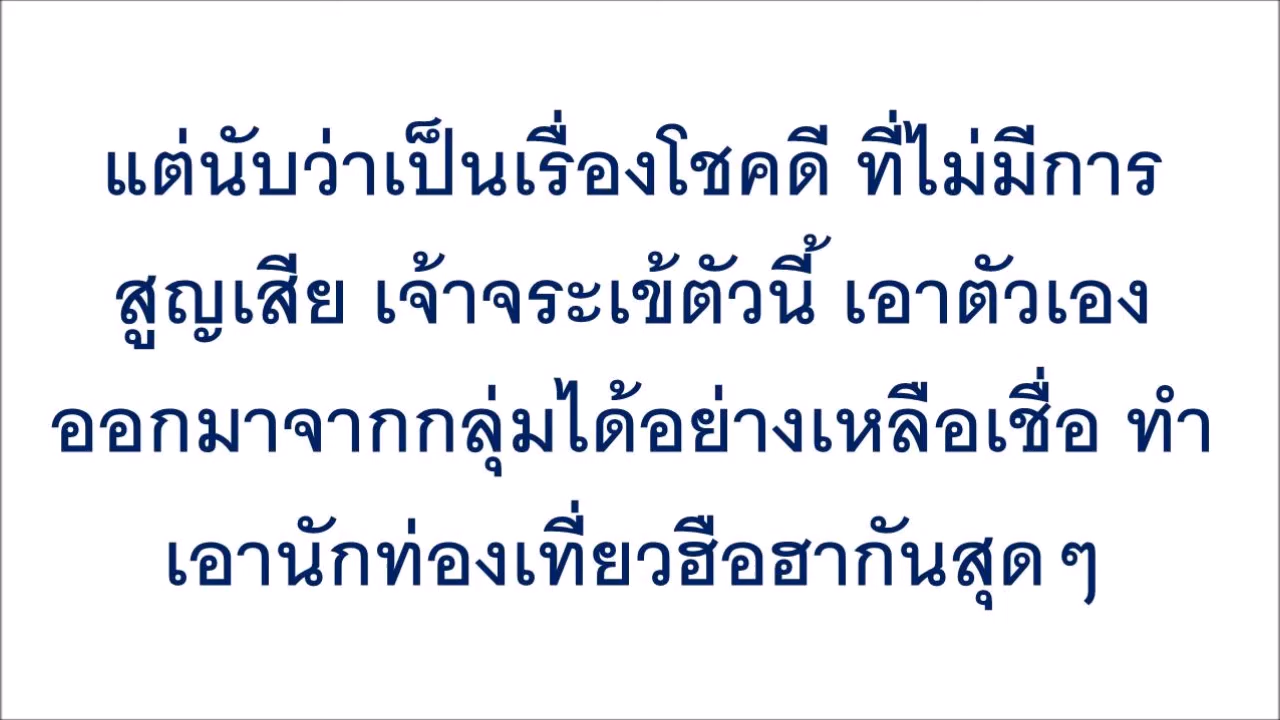 แต่นับว่าเป็นเรื่องโชคดี ที่ไม่มีการ
สูญเสีย เจ้าจระเข้ตัวนี้ เอาตัวเอง
ออกมาจากกลุ่มได้อย่างเหลือเชื่อ ทำ
เอานักท่องเที่ยวฮือฮากันสุดๆ